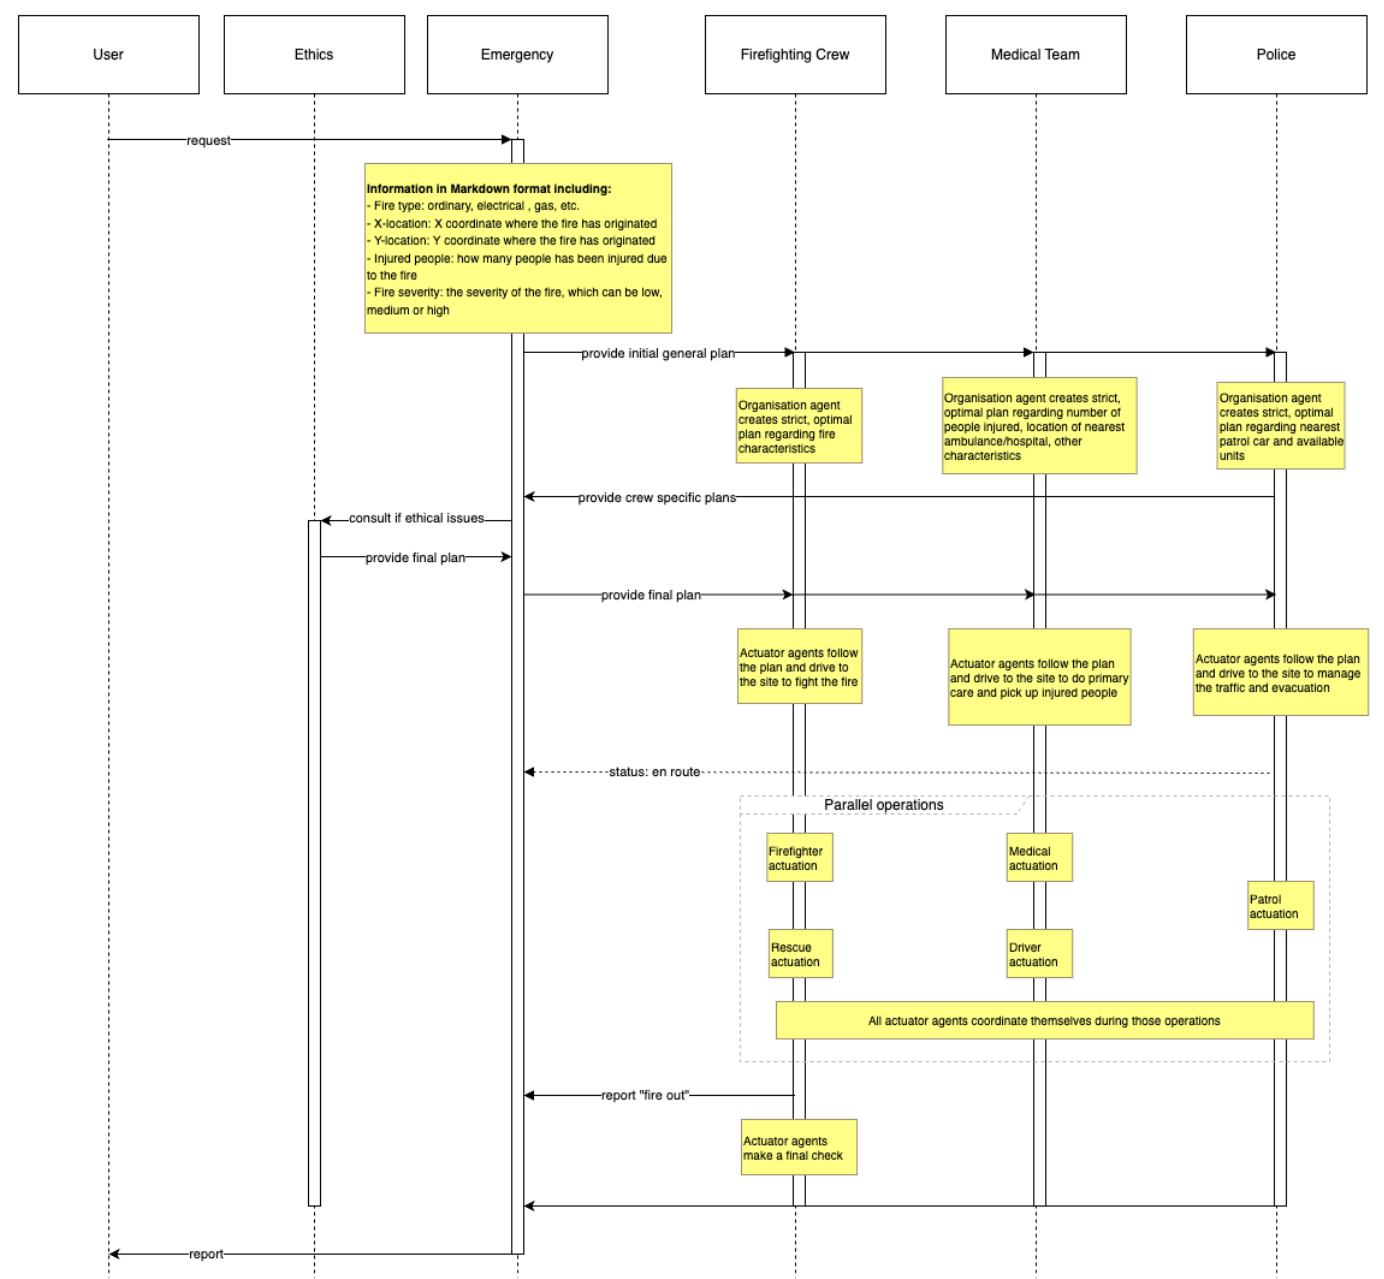 User
Ethics
Emergency
Firefighting Crew
Medical Team
Police
request
Information in Markdown format including:
- Fire type: ordinary, electrical , gas, etc.
- X-location: X coordinate where the fire has originated
- Y-location: Y coordinate where the fire has originated
- Injured people: how many people has been injured due
to the fire
- Fire severity: the severity of the fire, which can be low,
medium or high
provide initial general plan
Organisation agent
creates strict, optimal
plan regarding fire
characteristics
Organisation agent creates strict,
optimal plan regarding number of
people injured, location of nearest
ambulance/hospital, other
characteristics
Organisation agent
creates strict, optimal
plan regarding nearest
patrol car and available
units
provide crew specific plans
consult if ethical issues
provide final plan
provide final plan
Actuator agents follow
the plan and drive to
the site to fight the fire
Actuator agents follow the plan
and drive to the site to do primary
care and pick up injured people
Actuator agents follow the plan
and drive to the site to manage
the traffic and evacuation
status: en route
Parallel operations
Firefighter
actuation
Medical
actuation
Patrol
actuation
Rescue
actuation
Driver
actuation
All actuator agents coordinate themselves during those operations
report "fire out"
Actuator agents
make a final check
report